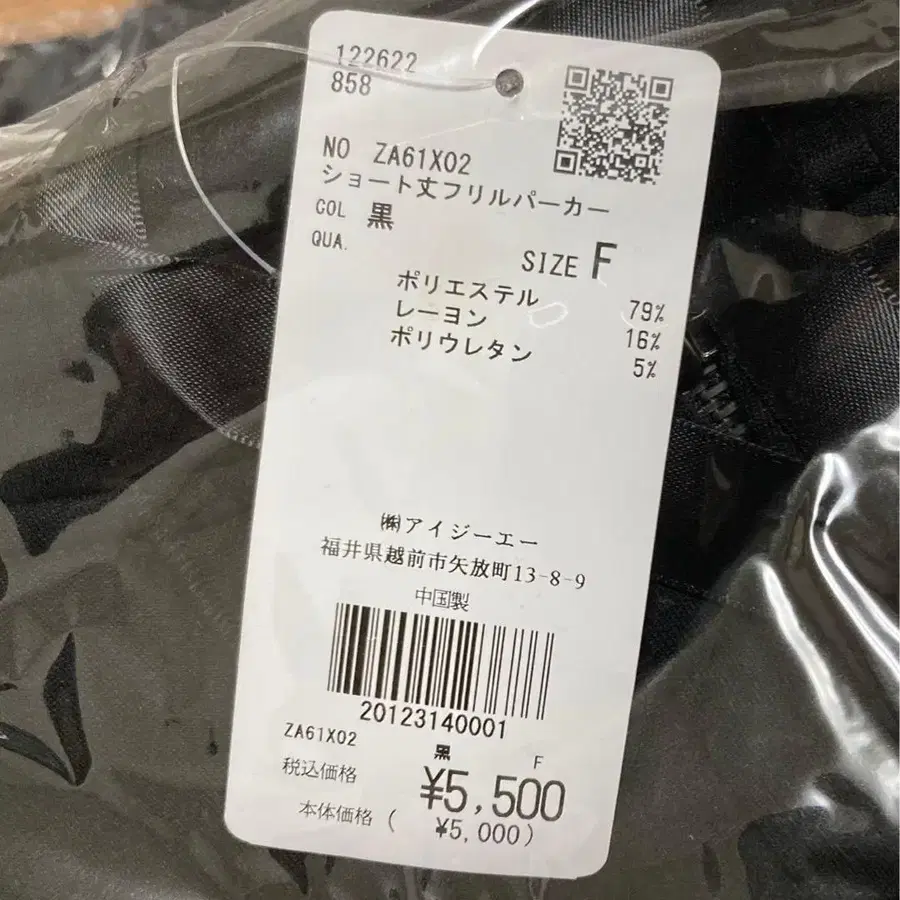 122622
858
NO ZA61X02
ショート丈フリルパーカー
COL 黒
QUA.
SIZE F
ポリエステル 79%
レーヨン 16%
ポリウレタン 5%
㈱アイジーエー
福井県越前市矢放町13-8-9
中国製
20123140001
ZA61X02 黒 F
税込価格 ¥5,500
本体価格 ( ¥5,000)